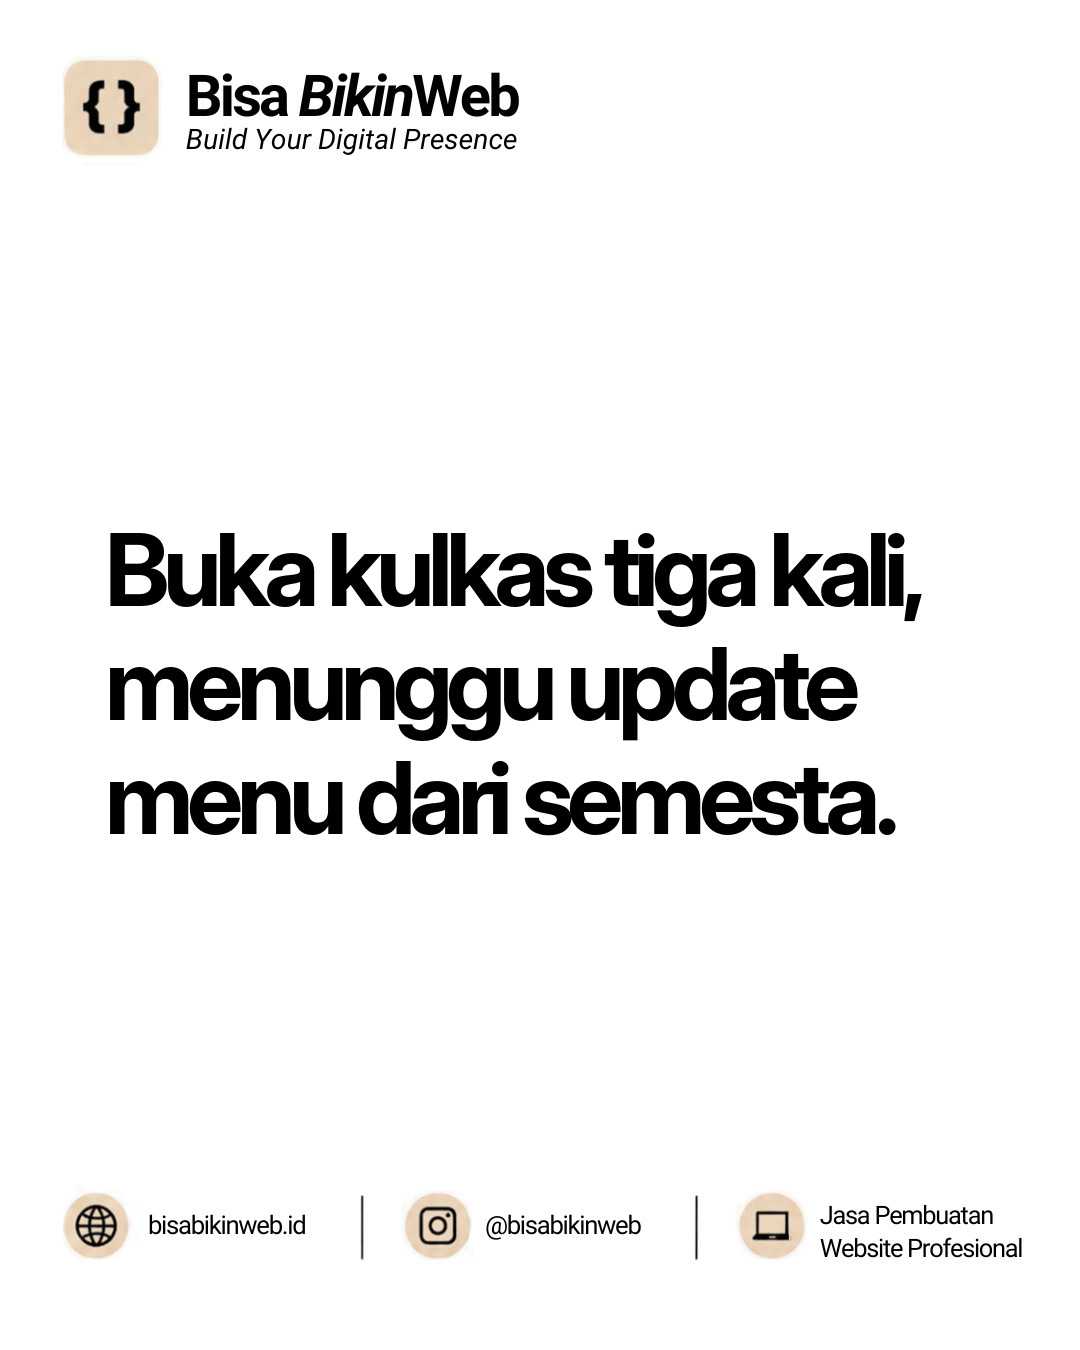 { }
Bisa BikinWeb
Build Your Digital Presence
Buka kulkas tiga kali,
menunggu update
menu dari semesta.
bisabikinweb.id
@bisabikinweb
Jasa Pembuatan
Website Profesional